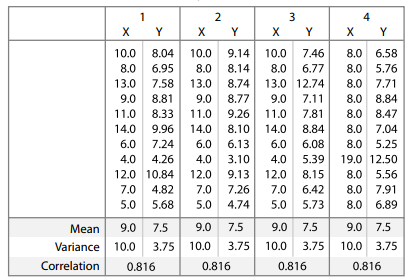 1 2 3 4
X Y X Y X Y X Y
10.0 8.04 10.0 9.14 10.0 7.46 8.0 6.58
8.0 6.95 8.0 8.14 8.0 6.77 8.0 5.76
13.0 7.58 13.0 8.74 13.0 12.74 8.0 7.71
9.0 8.81 9.0 8.77 9.0 7.11 8.0 8.84
11.0 8.33 11.0 9.26 11.0 7.81 8.0 8.47
14.0 9.96 14.0 8.10 14.0 8.84 8.0 7.04
6.0 7.24 6.0 6.13 6.0 6.08 8.0 5.25
4.0 4.26 4.0 3.10 4.0 5.39 19.0 12.50
12.0 10.84 12.0 9.13 12.0 8.15 8.0 5.56
7.0 4.82 7.0 7.26 7.0 6.42 8.0 7.91
5.0 5.68 5.0 4.74 5.0 5.73 8.0 6.89
Mean 9.0 7.5 9.0 7.5 9.0 7.5 9.0 7.5
Variance 10.0 3.75 10.0 3.75 10.0 3.75 10.0 3.75
Correlation 0.816 0.816 0.816 0.816